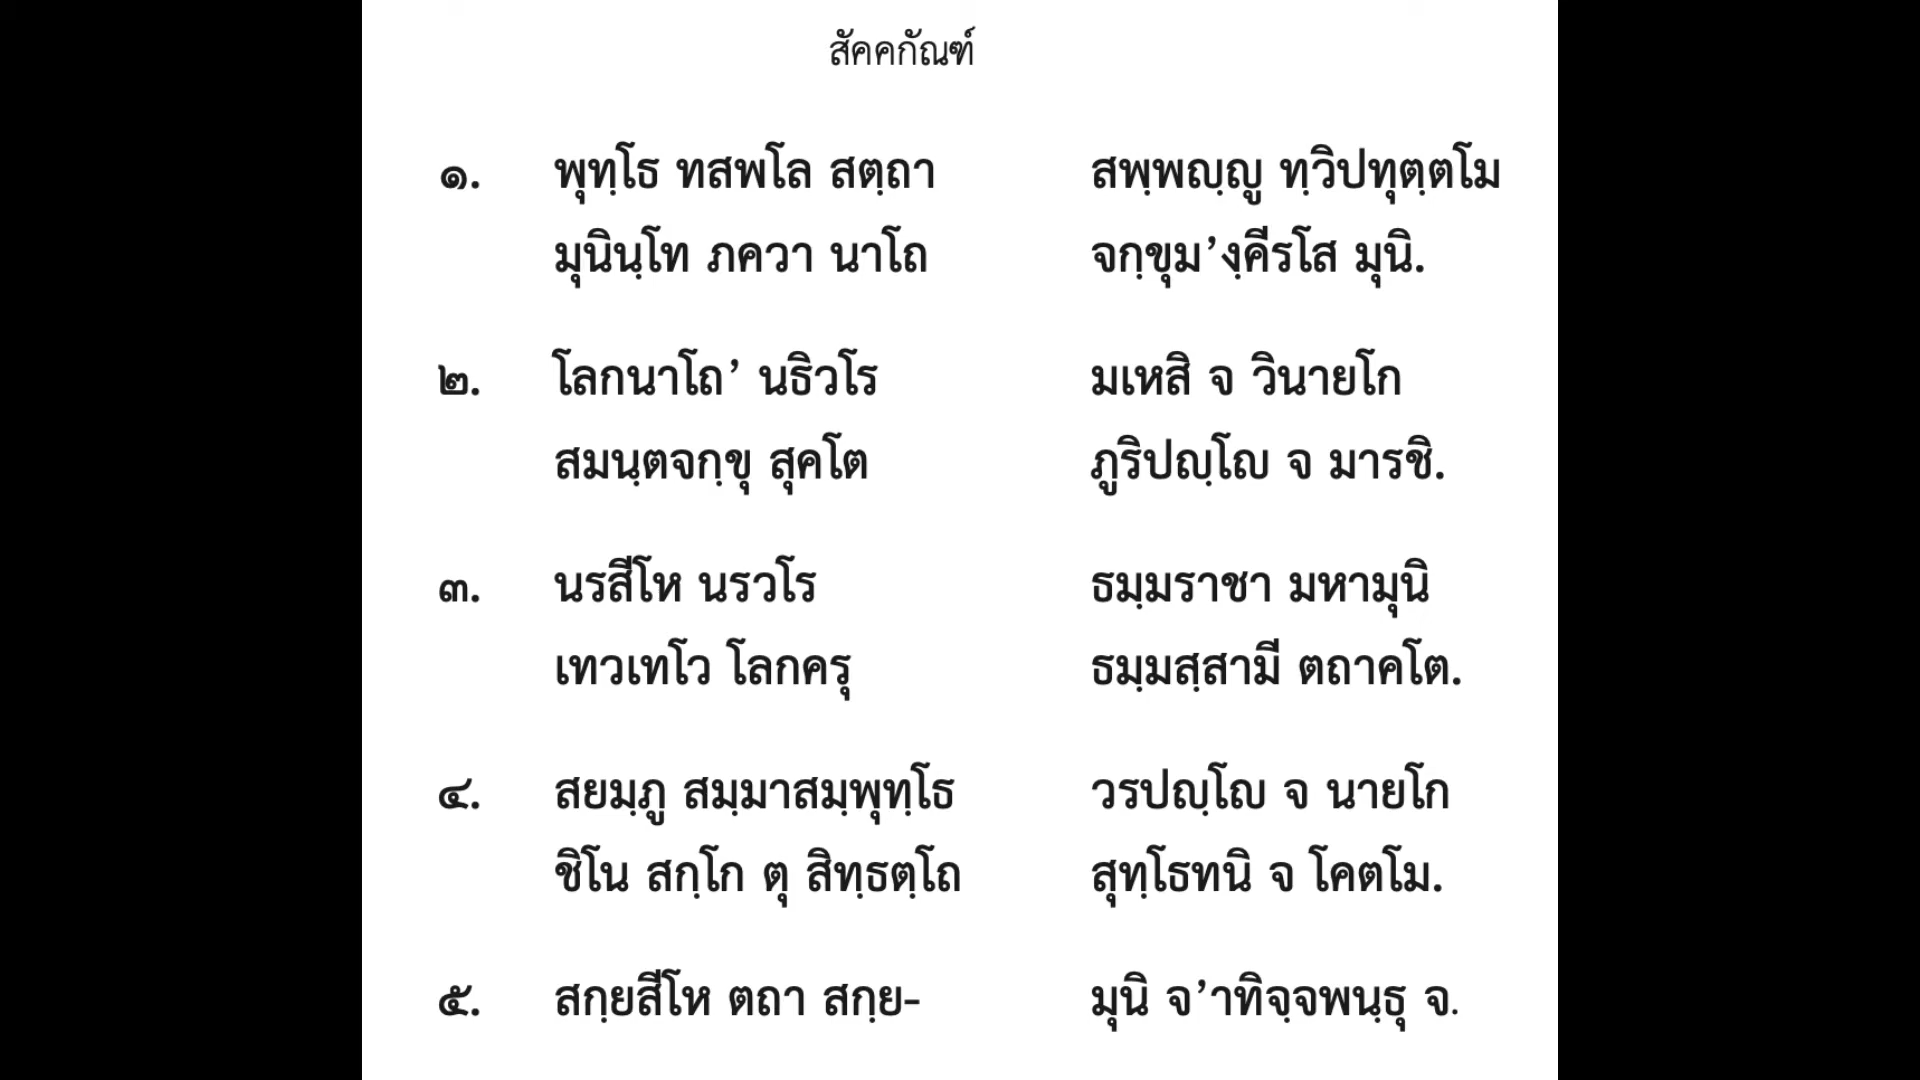 สัคคกัณฑ์
๑. พุทฺโธ ทสพโล สตฺถา สพฺพญฺญู ทฺวิปทุตฺตโม
มุนินฺโท ภควา นาโถ จกฺขุม’งฺคีรโส มุนิ.
๒. โลกนาโถ’ นธิวโร มเหสิ จ วินายโก
สมนฺตจกฺขุ สุคโต ภูริปญฺโญ จ มารชิ.
๓. นรสีโห นรวโร ธมฺมราชา มหามุนิ
เทวเทโว โลกครุ ธมฺมสฺสามี ตถาคโต.
๔. สยมฺภู สมฺมาสมฺพุทฺโธ วรปญฺโญ จ นายโก
ชิโน สกฺโก ตุ สิทฺธตฺโถ สุทฺโธทนิ จ โคตโม.
๕. สกฺยสีโห ตถา สกฺย- มุนิ จ’าทิจฺจพนฺธุ จ.